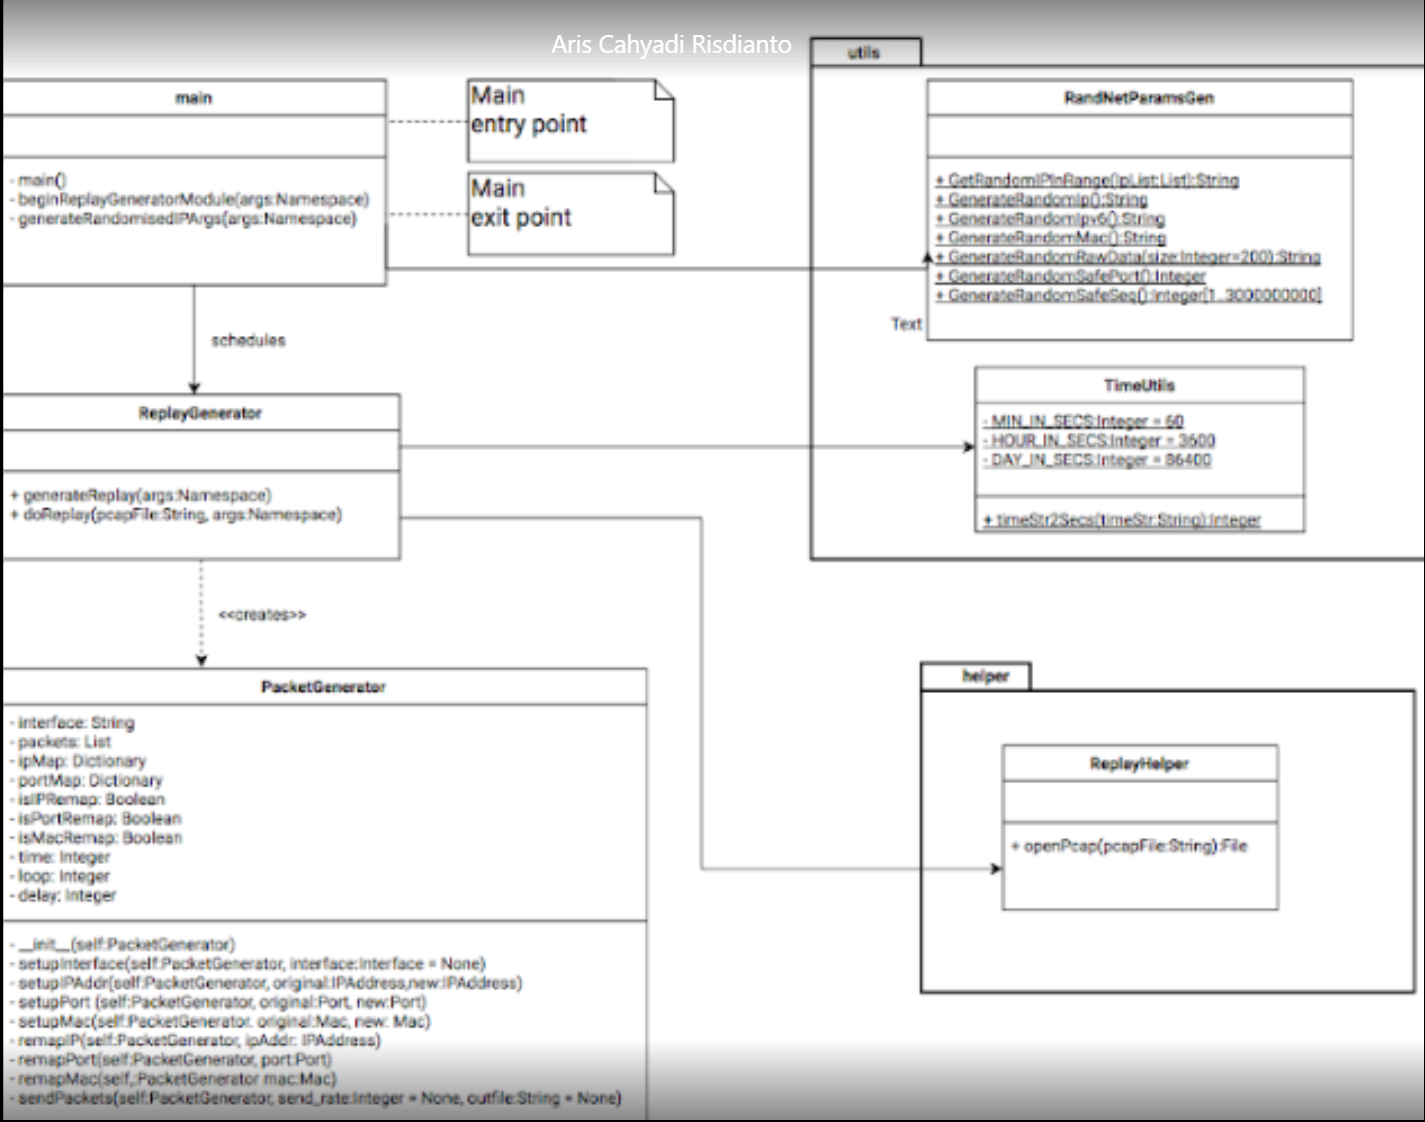 Aris Cahyadi Risdianto
main
- main()
- beginReplayGeneratorModule(args:Namespace)
- generateRandomisedIPArgs(args:Namespace)
Main
entry point
Main
exit point
schedules
ReplayGenerator
+ generateReplay(args:Namespace)
+ doReplay(pcapFile:String, args:Namespace)
<<creates>>
PacketGenerator
- interface: String
- packets: List
- ipMap: Dictionary
- portMap: Dictionary
- isIPRemap: Boolean
- isPortRemap: Boolean
- isMacRemap: Boolean
- time: Integer
- loop: Integer
- delay: Integer
- __init__(self:PacketGenerator)
- setupInterface(self:PacketGenerator, interface:Interface = None)
- setupIPAddr(self:PacketGenerator, original:IPAddress,new:IPAddress)
- setupPort (self:PacketGenerator, original:Port, new:Port)
- setupMac(self:PacketGenerator. original:Mac, new: Mac)
- remapIP(self:PacketGenerator, ipAddr: IPAddress)
- remapPort(self:PacketGenerator, port:Port)
- remapMac(self,:PacketGenerator mac:Mac)
- sendPackets(self:PacketGenerator, send_rate:Integer = None, outfile:String = None)
utils
RandNetParamsGen
+ GetRandomIPInRange(ipList:List):String
+ GenerateRandomIp():String
+ GenerateRandomIpv6():String
+ GenerateRandomMac():String
+ GenerateRandomRawData(size:Integer=200):String
+ GenerateRandomSafePort():Integer
+ GenerateRandomSafeSeq():Integer[1..3000000000]
Text
TimeUtils
- MIN_IN_SECS:Integer = 60
- HOUR_IN_SECS:Integer = 3600
- DAY_IN_SECS:Integer = 86400
+ timeStr2Secs(timeStr:String):Integer
helper
ReplayHelper
+ openPcap(pcapFile:String):File